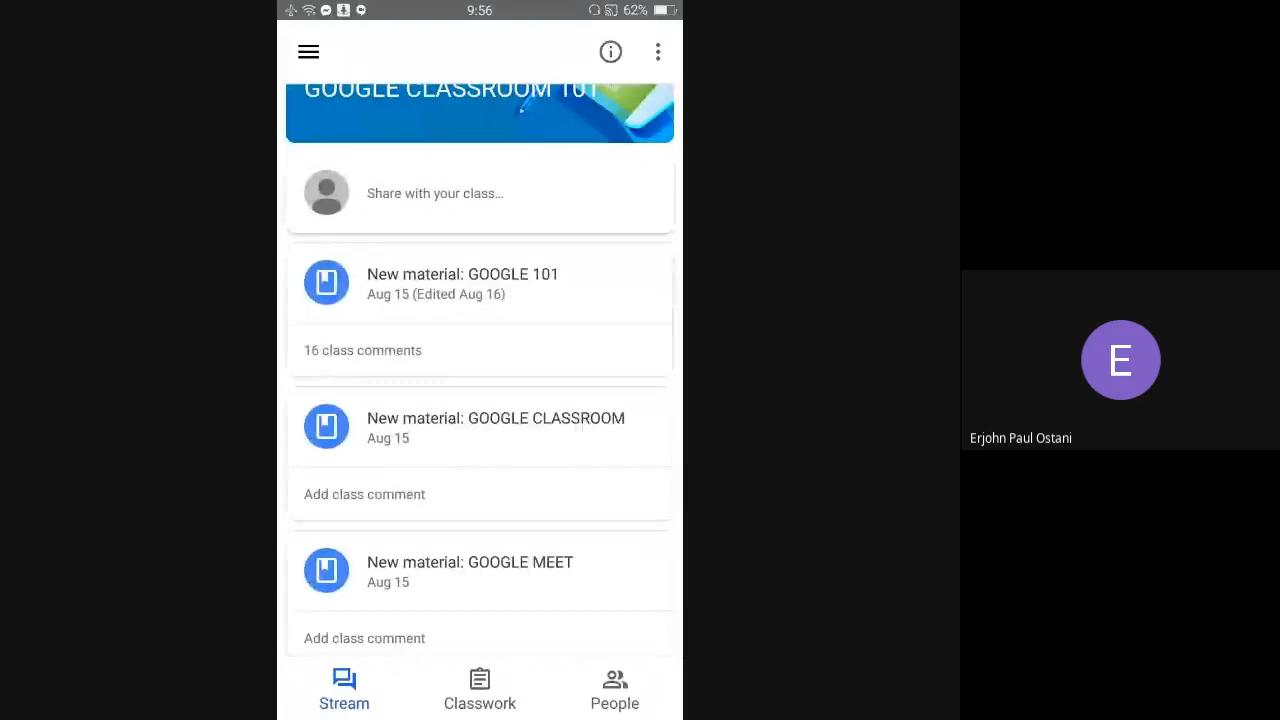 9:56
62%
GOOGLE CLASSROOM 101
Share with your class...
New material: GOOGLE 101
Aug 15 (Edited Aug 16)
16 class comments
New material: GOOGLE CLASSROOM
Aug 15
Add class comment
New material: GOOGLE MEET
Aug 15
Add class comment
Stream
Classwork
People
E
Erjohn Paul Ostani